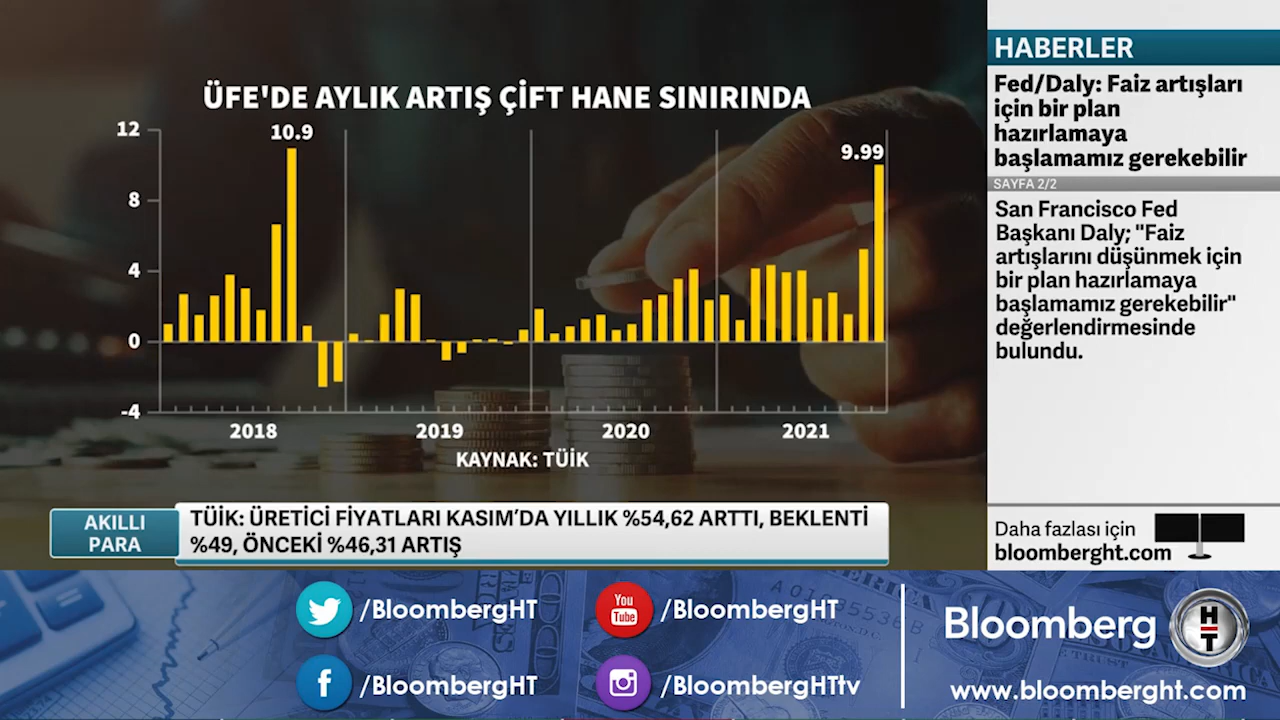 ÜFE'DE AYLIK ARTIŞ ÇİFT HANE SINIRINDA
12
8
4
0
-4
10.9
9.99
2018
2019
2020
2021
KAYNAK: TÜİK
AKILLI
PARA
TÜİK: ÜRETİCİ FİYATLARI KASIM'DA YILLIK %54,62 ARTTI, BEKLENTİ
%49, ÖNCEKİ %46,31 ARTIŞ
HABERLER
Fed/Daly: Faiz artışları
için bir plan
hazırlamaya
başlamamız gerekebilir
SAYFA 2/2
San Francisco Fed
Başkanı Daly; "Faiz
artışlarını düşünmek için
bir plan hazırlamaya
başlamamız gerekebilir"
değerlendirmesinde
bulundu.
Daha fazlası için
bloomberght.com
/BloombergHT
You
Tube
/BloombergHT
/BloombergHT
/BloombergHTtv
Bloomberg
HT
www.bloomberght.com